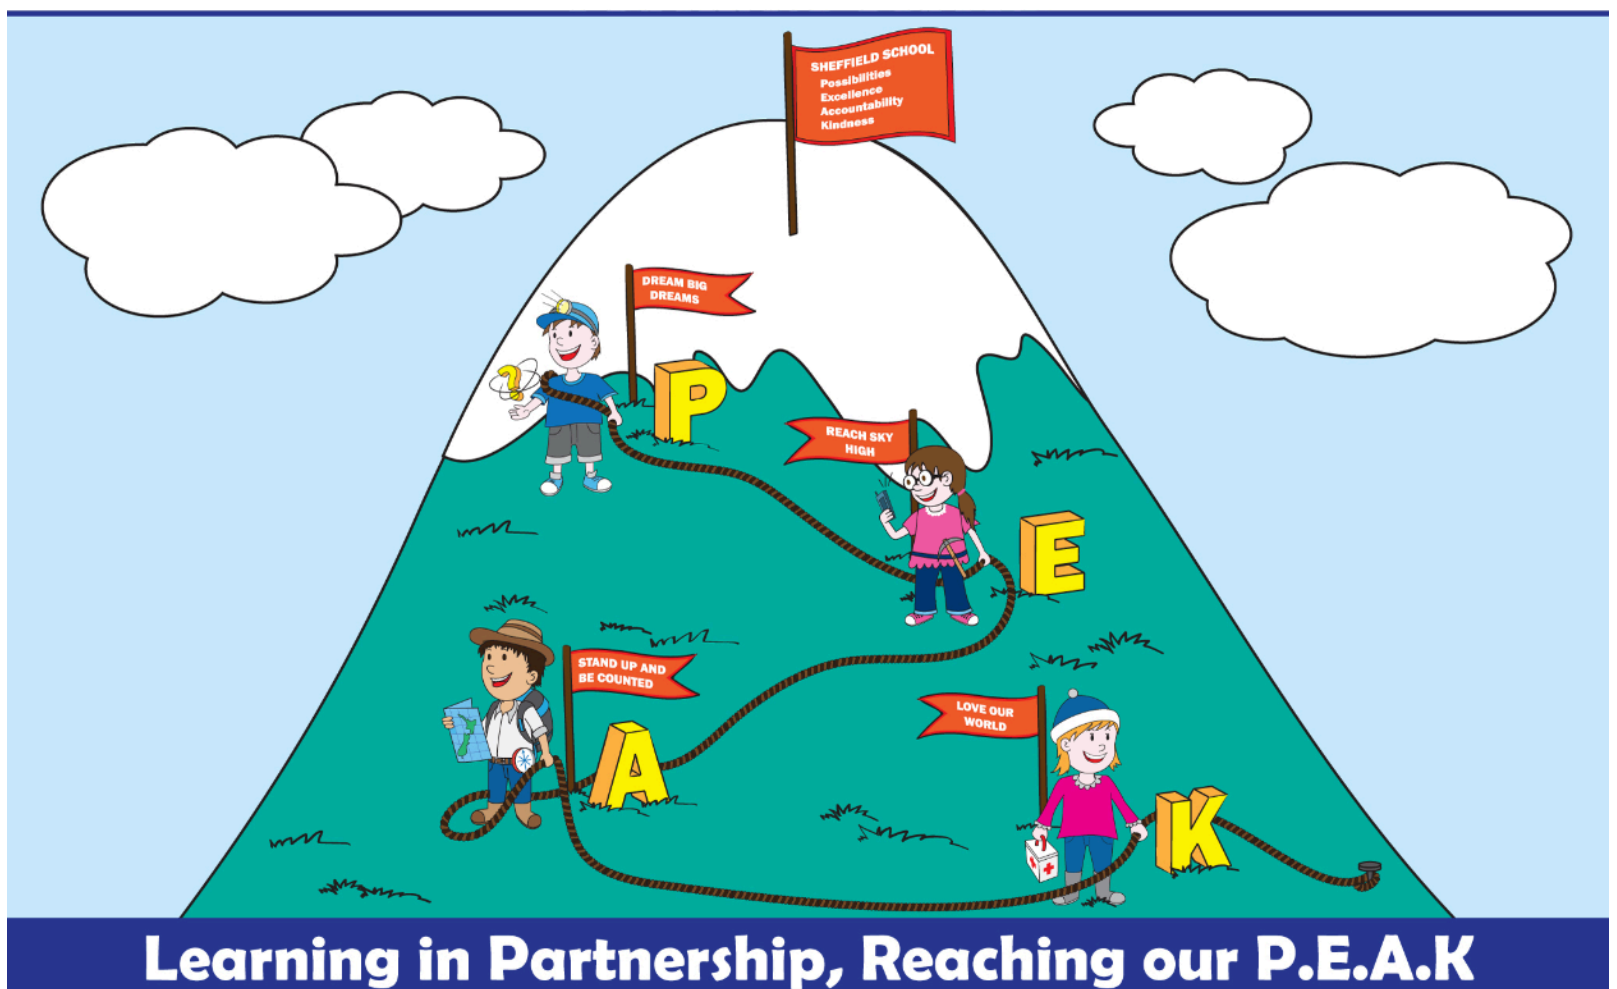 SHEFFIELD SCHOOL
Possibilities
Excellence
Accountability
Kindness
DREAM BIG
DREAMS
?
P
REACH SKY
HIGH
E
STAND UP AND
BE COUNTED
A
LOVE OUR
WORLD
K
Learning in Partnership, Reaching our P.E.A.K